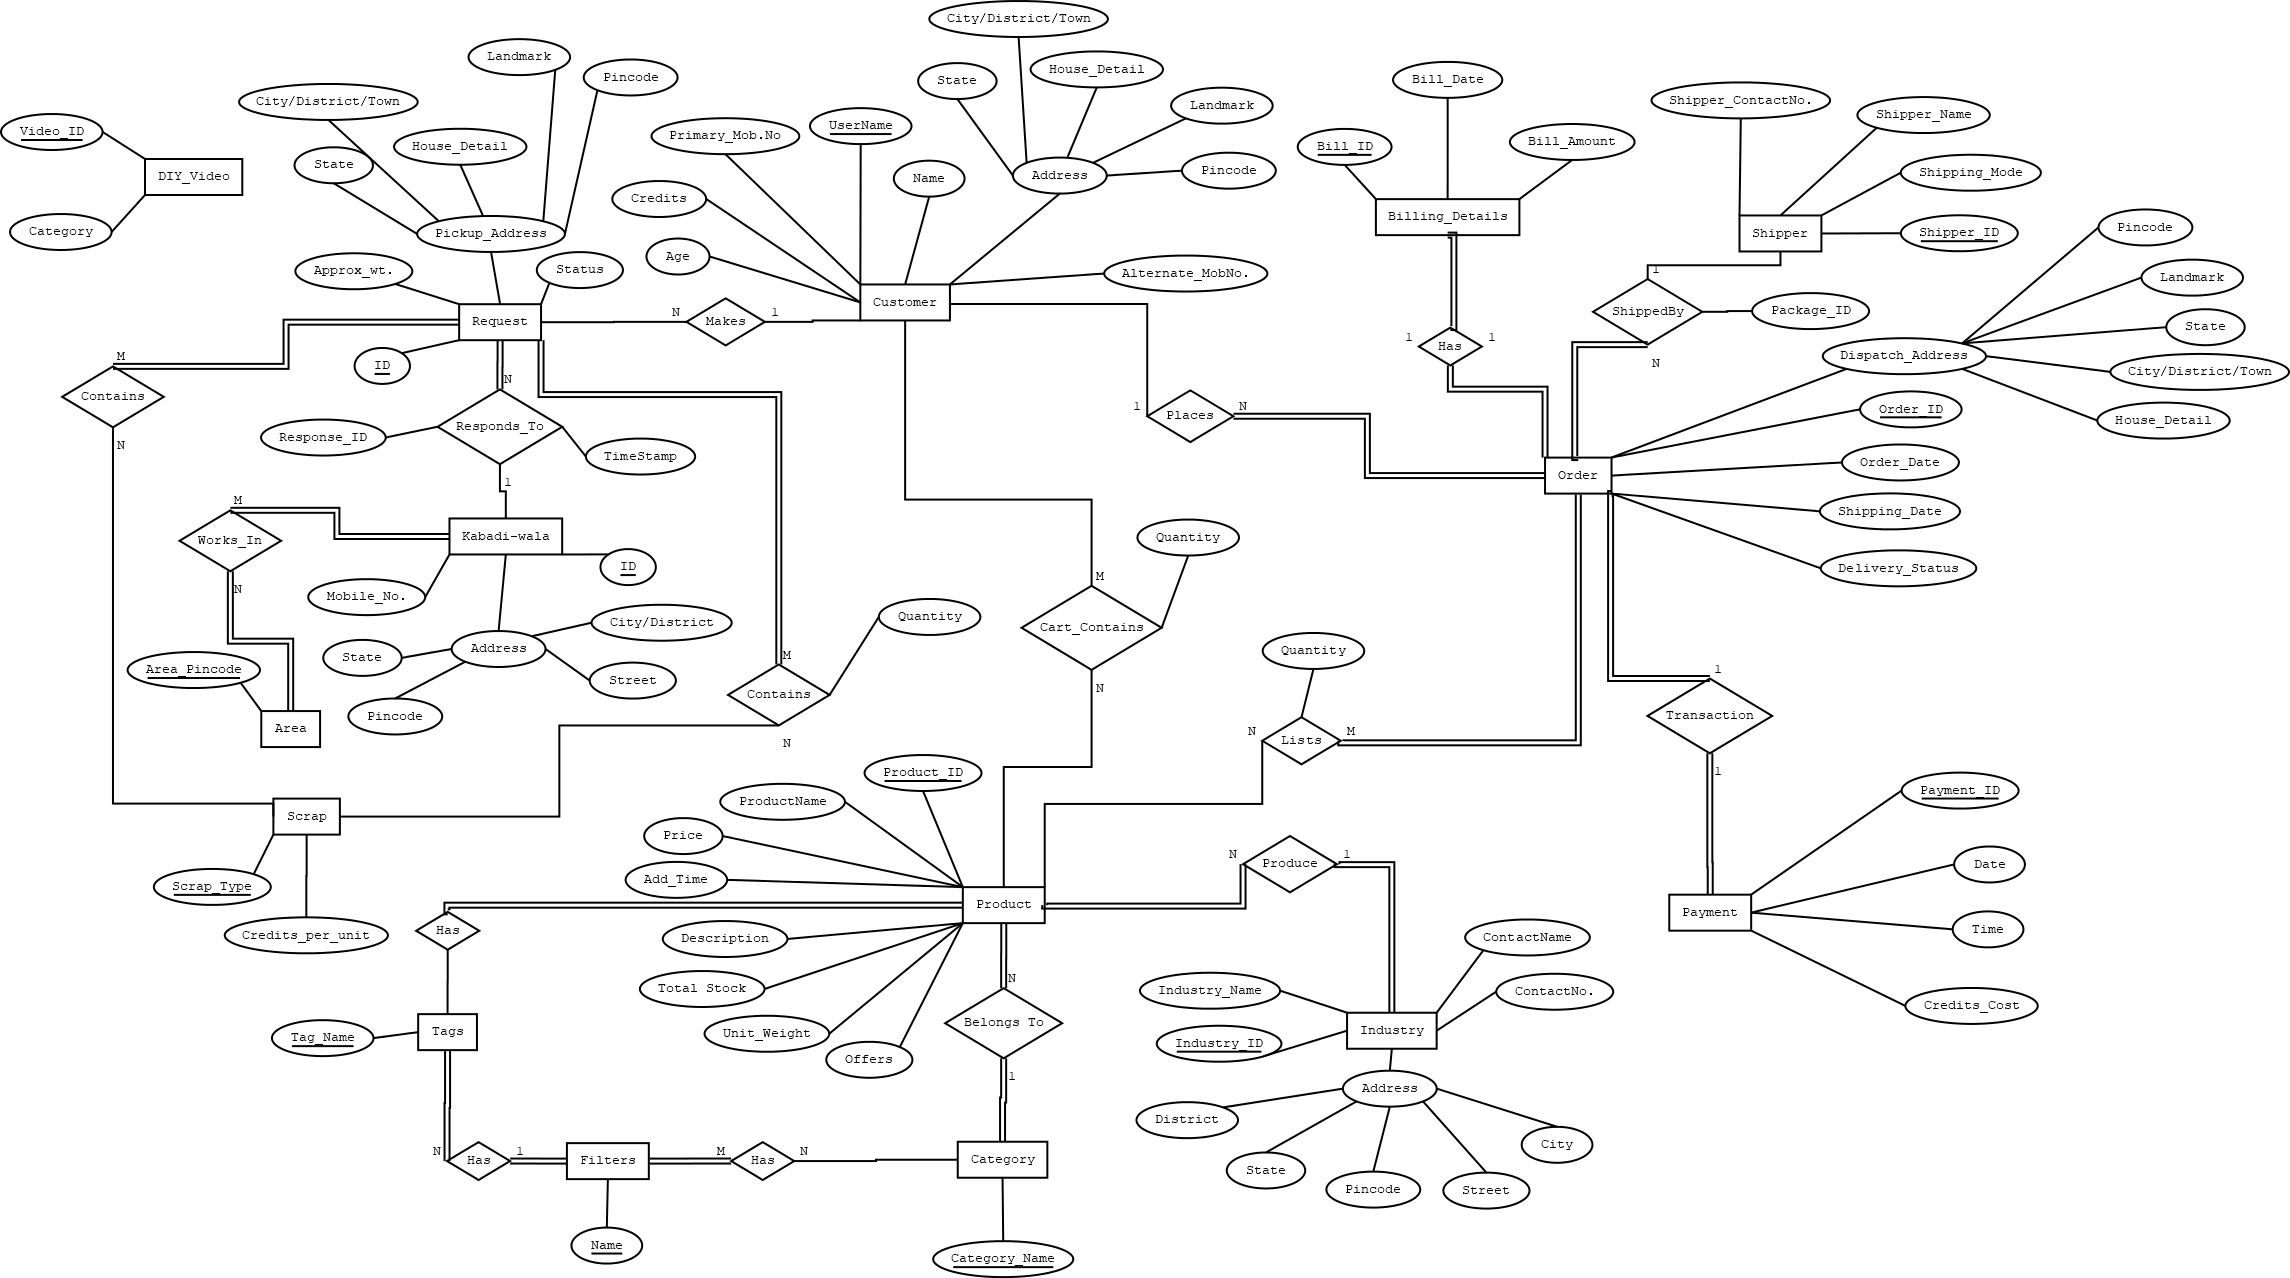 City/District/Town
Landmark
House_Detail
Pincode
State
Bill_Date
City/District/Town
Shipper_ContactNo.
Landmark
Shipper_Name
UserName
Video_ID
Primary_Mob.No
Bill_Amount
House_Detail
Bill_ID
State
Address
Pincode
Shipping_Mode
DIY_Video
Name
Credits
Billing_Details
Pincode
Category
Pickup_Address
Shipper
Shipper_ID
Age
Approx_wt.
Status
Alternate_MobNo.
1
Landmark
Customer
Request
N
Makes
1
ShippedBy
Package_ID
State
1
Has
1
M
N
Dispatch_Address
City/District/Town
ID
N
Contains
1
Places
N
Order_ID
House_Detail
Responds_To
Response_ID
N
TimeStamp
Order_Date
Order
1
M
Shipping_Date
Works_In
Kabadi-wala
Quantity
ID
Delivery_Status
M
N
Mobile_No.
Quantity
City/District
Cart_Contains
Address
State
M
Quantity
Area_Pincode
1
Street
N
Contains
Pincode
Transaction
Area
N
Lists
M
N
1
Product_ID
Payment_ID
ProductName
Scrap
Price
N
Produce
1
Date
Add_Time
Scrap_Type
Product
Payment
Has
Credits_per_unit
Description
ContactName
Time
N
Total Stock
Industry_Name
ContactNo.
Credits_Cost
Belongs To
Tags
Tag_Name
Unit_Weight
Industry
Industry_ID
Offers
1
Address
District
City
N
Has
1
Filters
M
Has
N
Category
State
Pincode
Street
Name
Category_Name